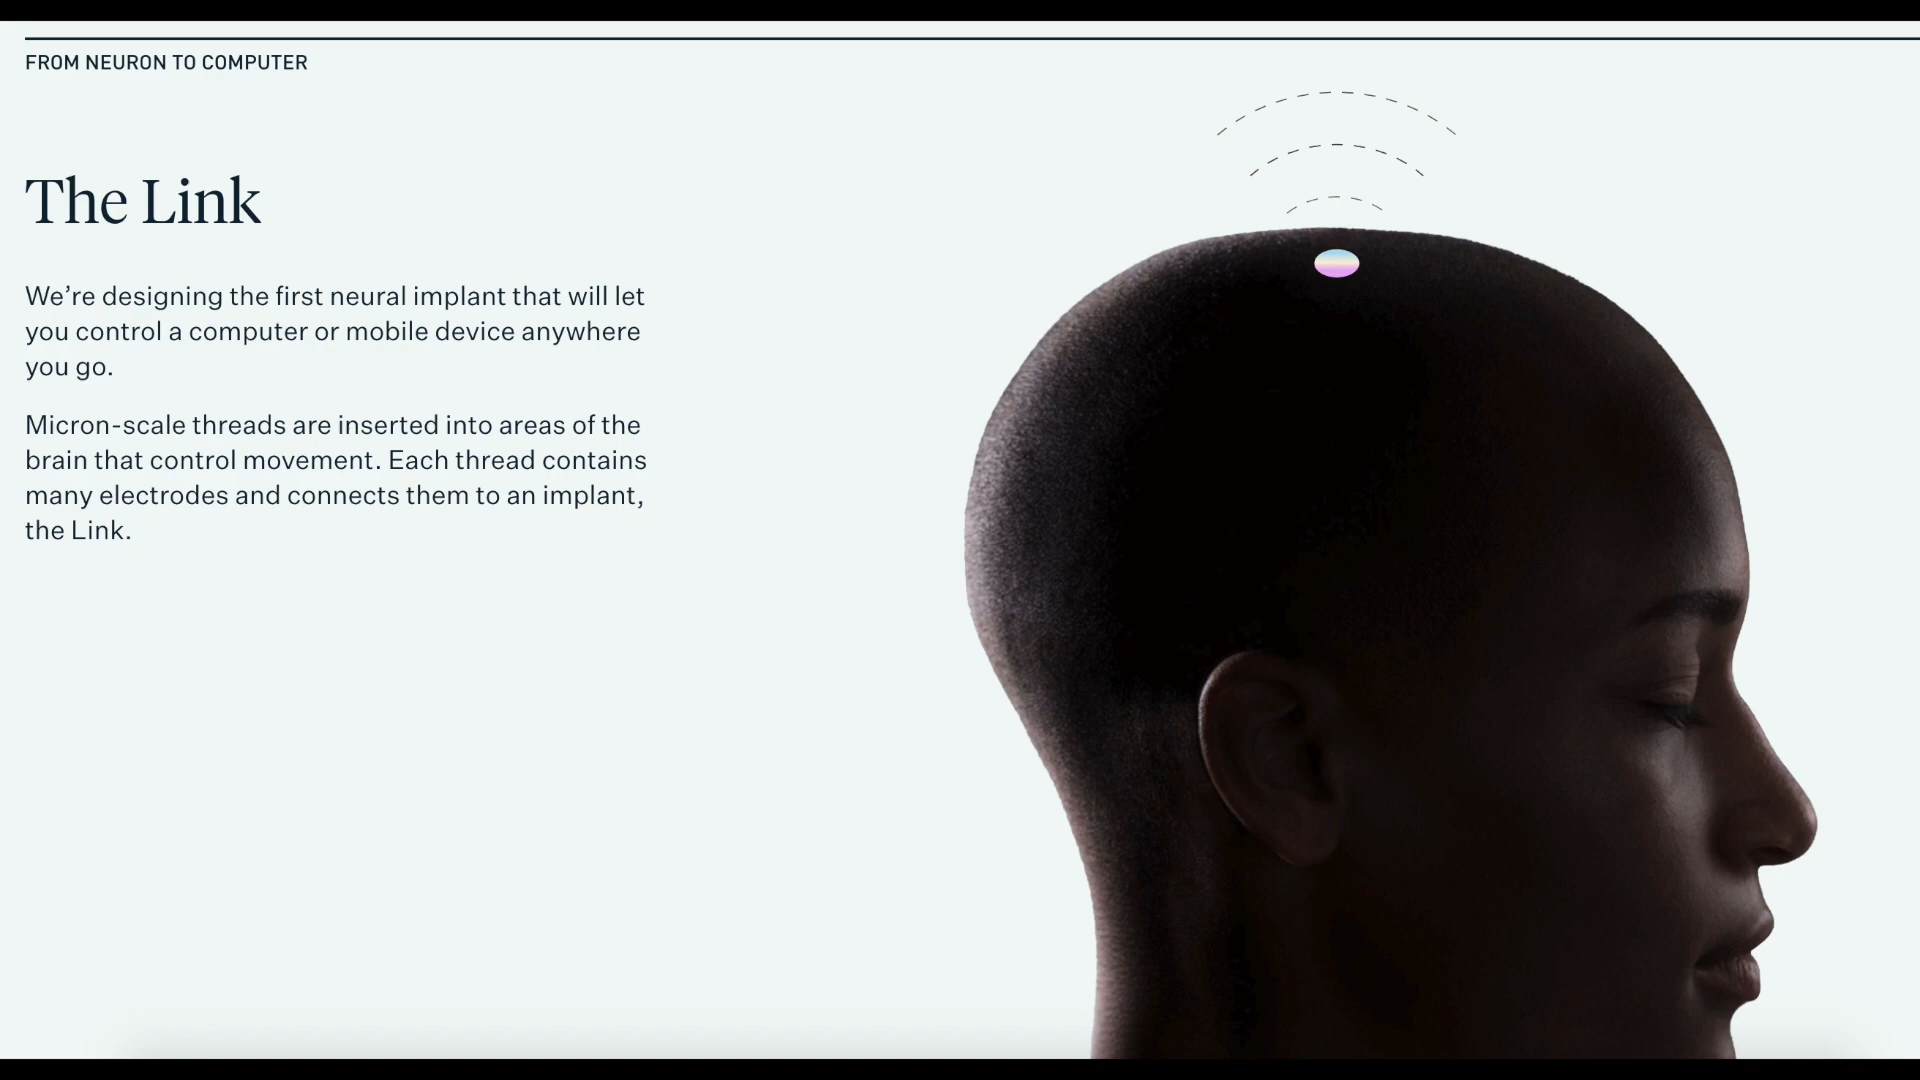 FROM NEURON TO COMPUTER
The Link
We’re designing the first neural implant that will let
you control a computer or mobile device anywhere
you go.
Micron-scale threads are inserted into areas of the
brain that control movement. Each thread contains
many electrodes and connects them to an implant,
the Link.